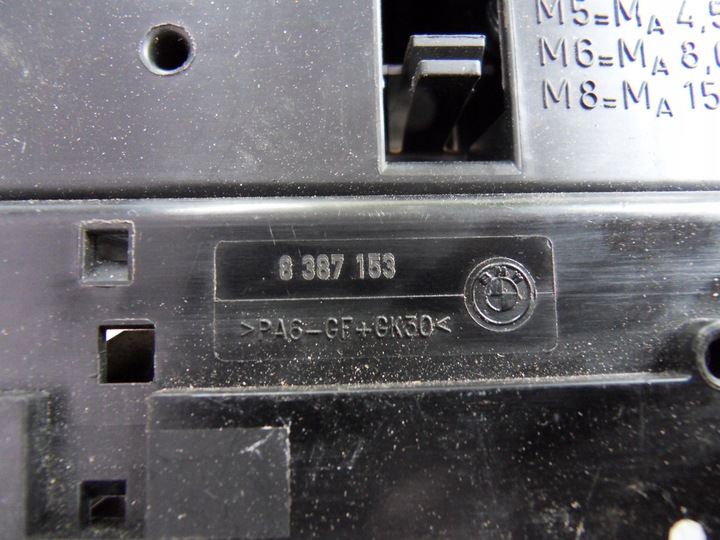 M5=MA 4,5
M6=MA 8,0
M8=MA 15
8 387 153
BMW
>PA6-GF+GK30<